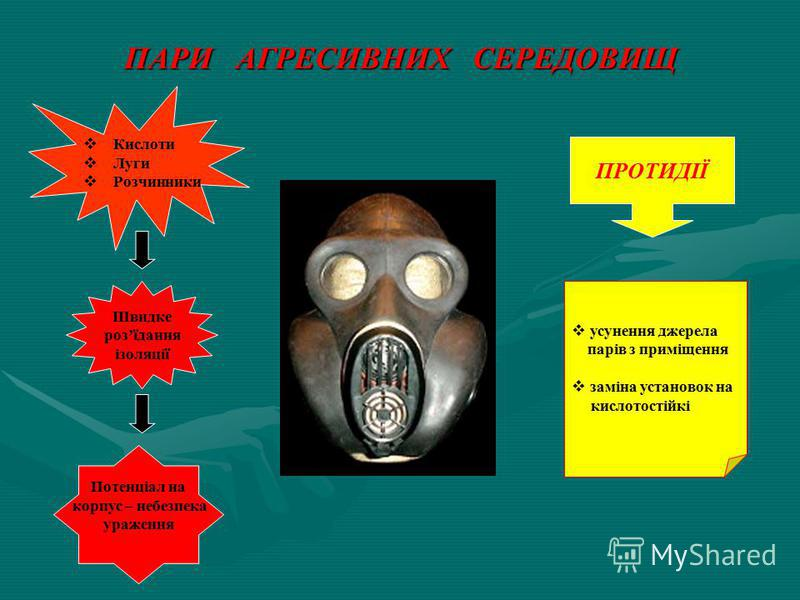 ПАРИ АГРЕСИВНИХ СЕРЕДОВИЩ
❖ Кислоти
❖ Луги
❖ Розчинники
Швидке
роз’їдання
ізоляції
Потенціал на
корпус – небезпека
ураження
ПРОТИДІЇ
❖ усунення джерела
парів з приміщення
❖ заміна установок на
кислотостійкі
MyShared